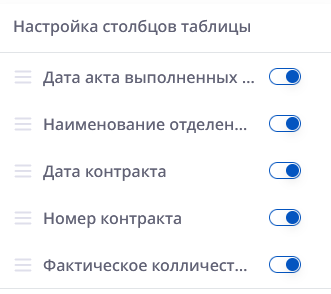 Настройка столбцов таблицы
Дата акта выполненных ...
Наименование отделен...
Дата контракта
Номер контракта
Фактическое колличест...